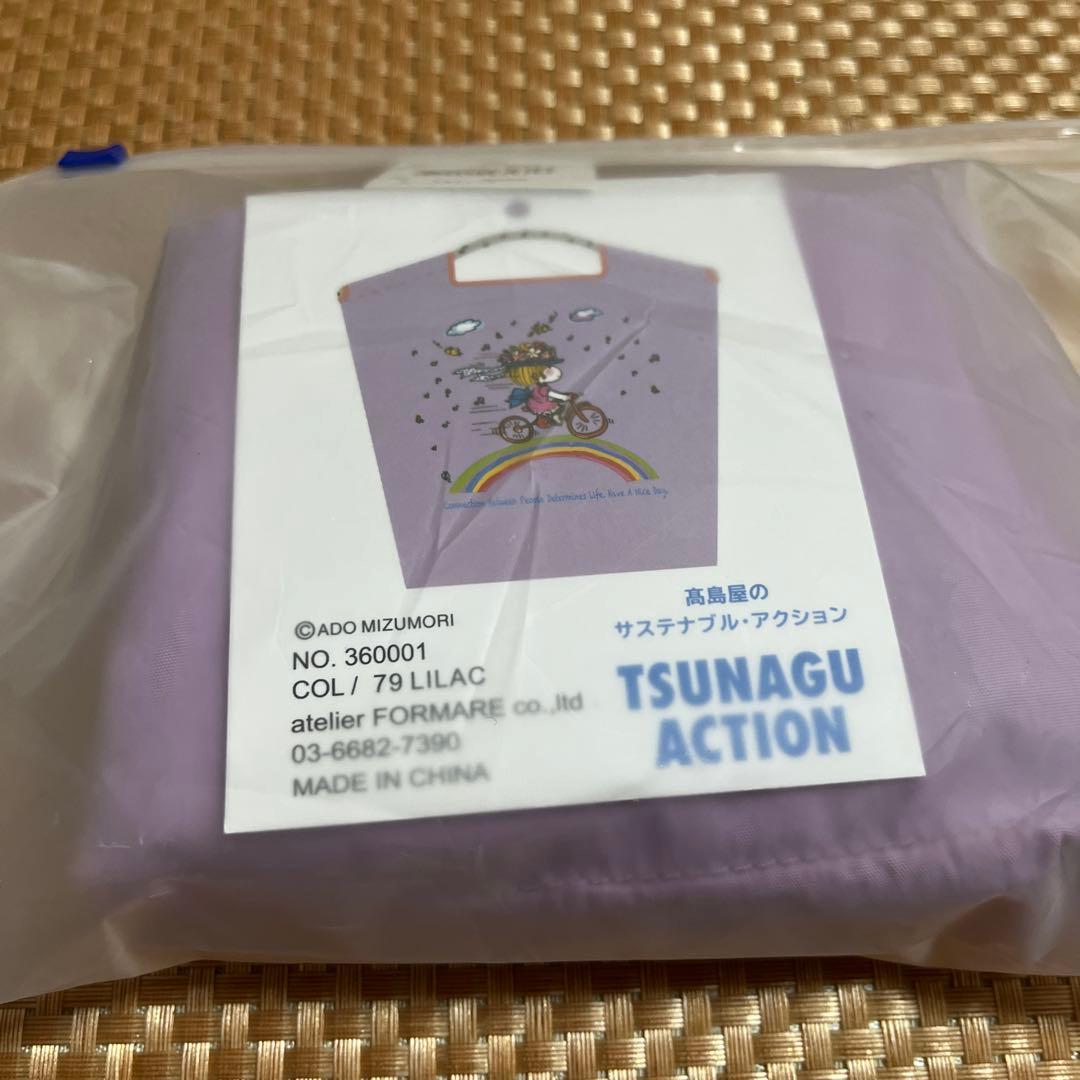 Connection Between People Determines Life. Have A Nice Day.
©ADO MIZUMORI
NO. 360001
COL / 79 LILAC
atelier FORMARE co.,ltd
03-6682-7390
MADE IN CHINA
髙島屋の
サステナブル・アクション
TSUNAGU
ACTION